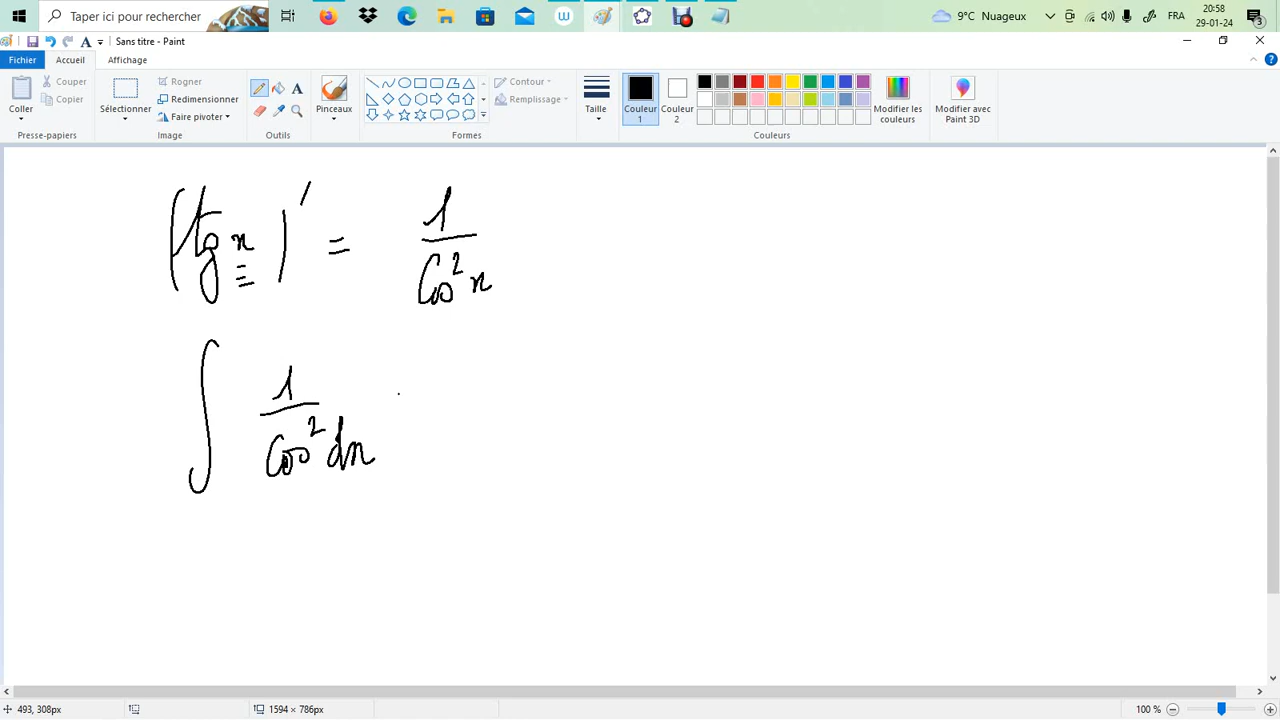 Taper ici pour rechercher 9°C Nuageux FRA 20:58 29-01-24 3
Sans titre - Paint
Fichier Accueil Affichage
Coller Couper Copier Sélectionner Rogner Redimensionner Faire pivoter Pinceaux Contour Remplissage Taille Couleur 1 Couleur 2 Modifier les couleurs Modifier avec Paint 3D
Presse-papiers Image Outils Formes Couleurs
(tg x)' = 1/cos²x
∫ 1/cos² dx
493, 308px 1594 × 786px 100 %